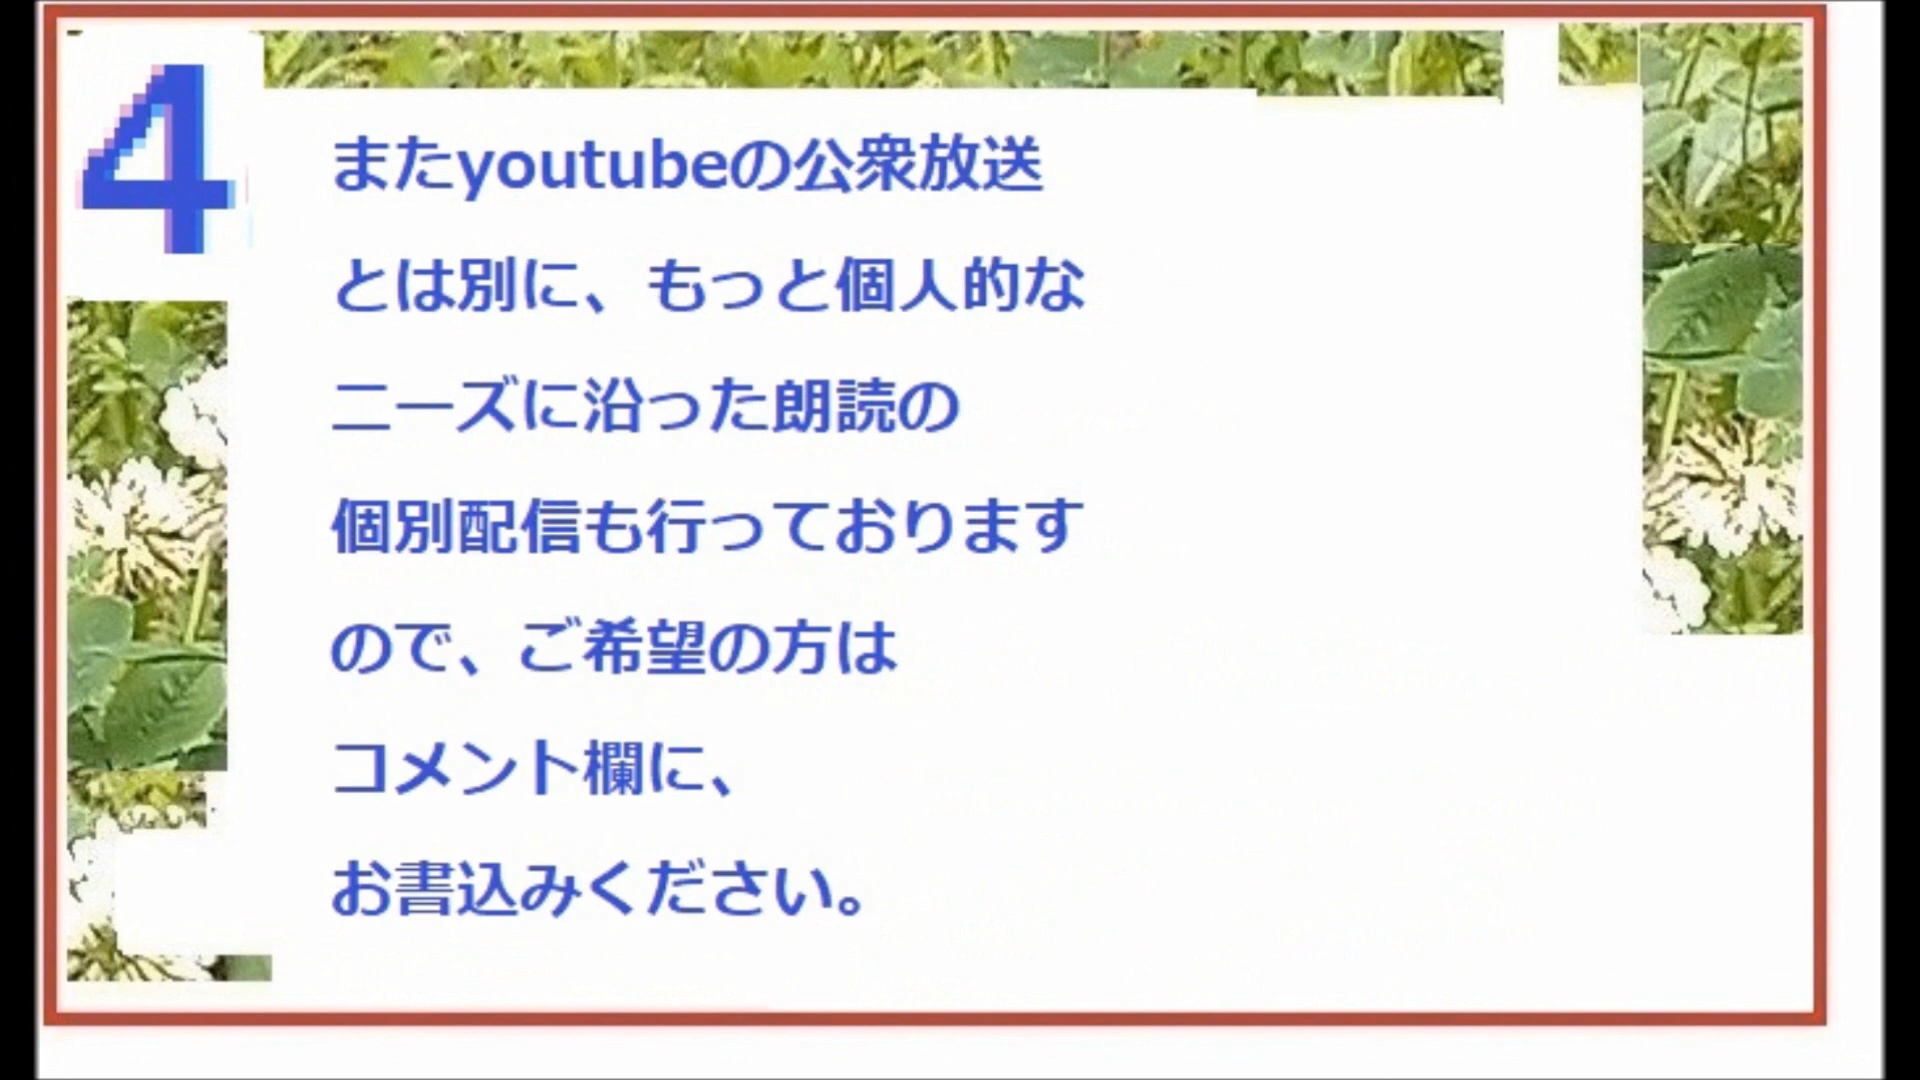 4
またyoutubeの公衆放送
とは別に、もっと個人的な
ニーズに沿った朗読の
個別配信も行っております
ので、ご希望の方は
コメント欄に、
お書込みください。